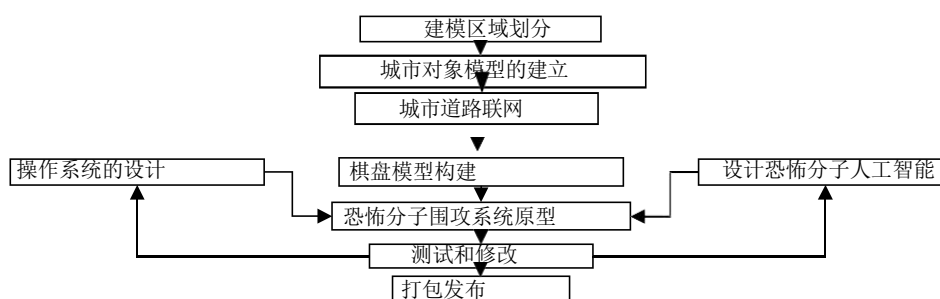 建模区域划分
城市对象模型的建立
城市道路联网
操作系统的设计
棋盘模型构建
设计恐怖分子人工智能
恐怖分子围攻系统原型
测试和修改
打包发布